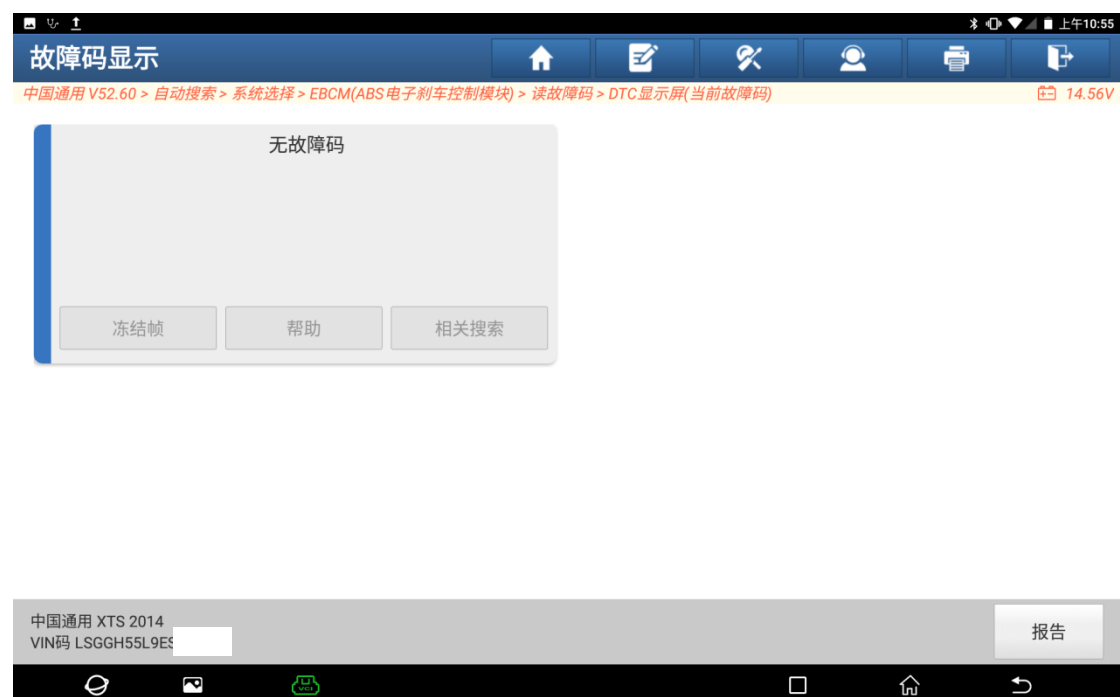 上午10:55
故障码显示
中国通用 V52.60 > 自动搜索 > 系统选择 > EBCM(ABS电子刹车控制模块) > 读故障码 > DTC显示屏(当前故障码)
14.56V
无故障码
冻结帧
帮助
相关搜索
中国通用 XTS 2014
VIN码 LSGGH55L9ES
报告
VCI